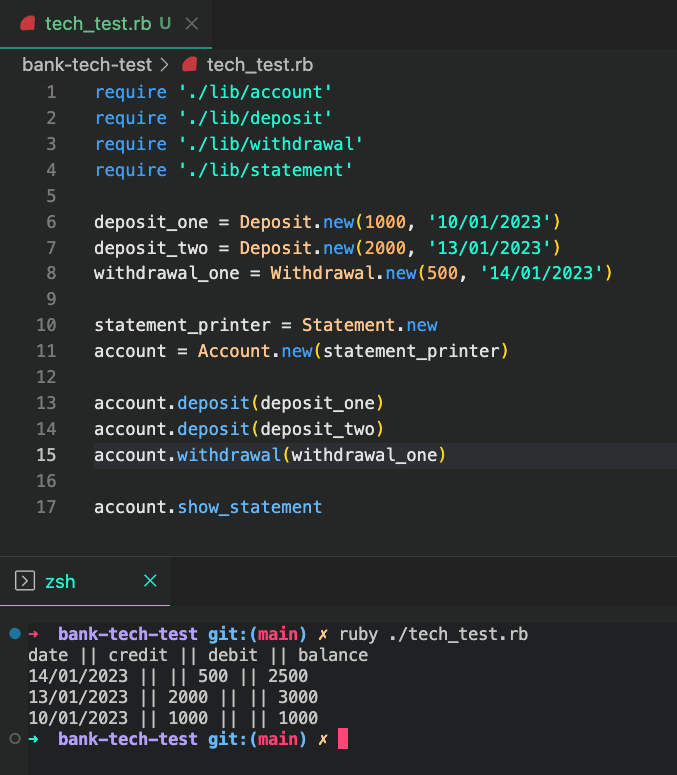 tech_test.rb U ×
bank-tech-test > tech_test.rb
1 require './lib/account'
2 require './lib/deposit'
3 require './lib/withdrawal'
4 require './lib/statement'
5
6 deposit_one = Deposit.new(1000, '10/01/2023')
7 deposit_two = Deposit.new(2000, '13/01/2023')
8 withdrawal_one = Withdrawal.new(500, '14/01/2023')
9
10 statement_printer = Statement.new
11 account = Account.new(statement_printer)
12
13 account.deposit(deposit_one)
14 account.deposit(deposit_two)
15 account.withdrawal(withdrawal_one)
16
17 account.show_statement
zsh ×
➜ bank-tech-test git:(main) ✗ ruby ./tech_test.rb
date || credit || debit || balance
14/01/2023 || || 500 || 2500
13/01/2023 || 2000 || || 3000
10/01/2023 || 1000 || || 1000
➜ bank-tech-test git:(main) ✗